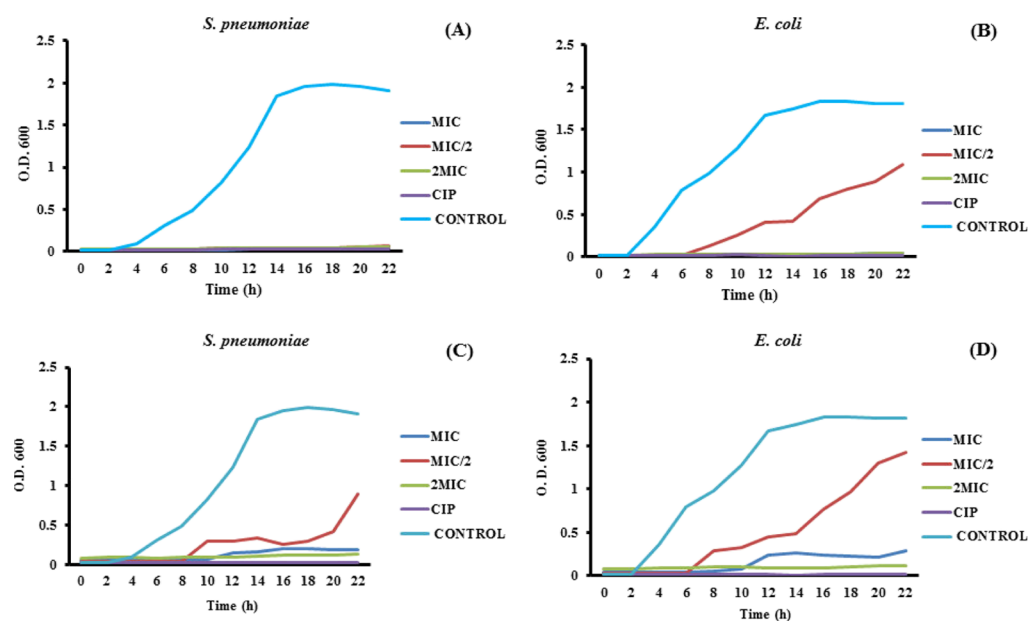 S. pneumoniae
(A)
2.5
2
1.5
1
0.5
0
O.D. 600
0 2 4 6 8 10 12 14 16 18 20 22
Time (h)
MIC
MIC/2
2MIC
CIP
CONTROL
E. coli
(B)
2.5
2
1.5
1
0.5
0
O.D. 600
0 2 4 6 8 10 12 14 16 18 20 22
Time (h)
MIC
MIC/2
2MIC
CIP
CONTROL
S. pneumoniae
(C)
2.5
2
1.5
1
0.5
0
O.D. 600
0 2 4 6 8 10 12 14 16 18 20 22
Time (h)
MIC
MIC/2
2MIC
CIP
CONTROL
E. coli
(D)
2.5
2
1.5
1
0.5
0
O. D. 600
0 2 4 6 8 10 12 14 16 18 20 22
Time (h)
MIC
MIC/2
2MIC
CIP
CONTROL